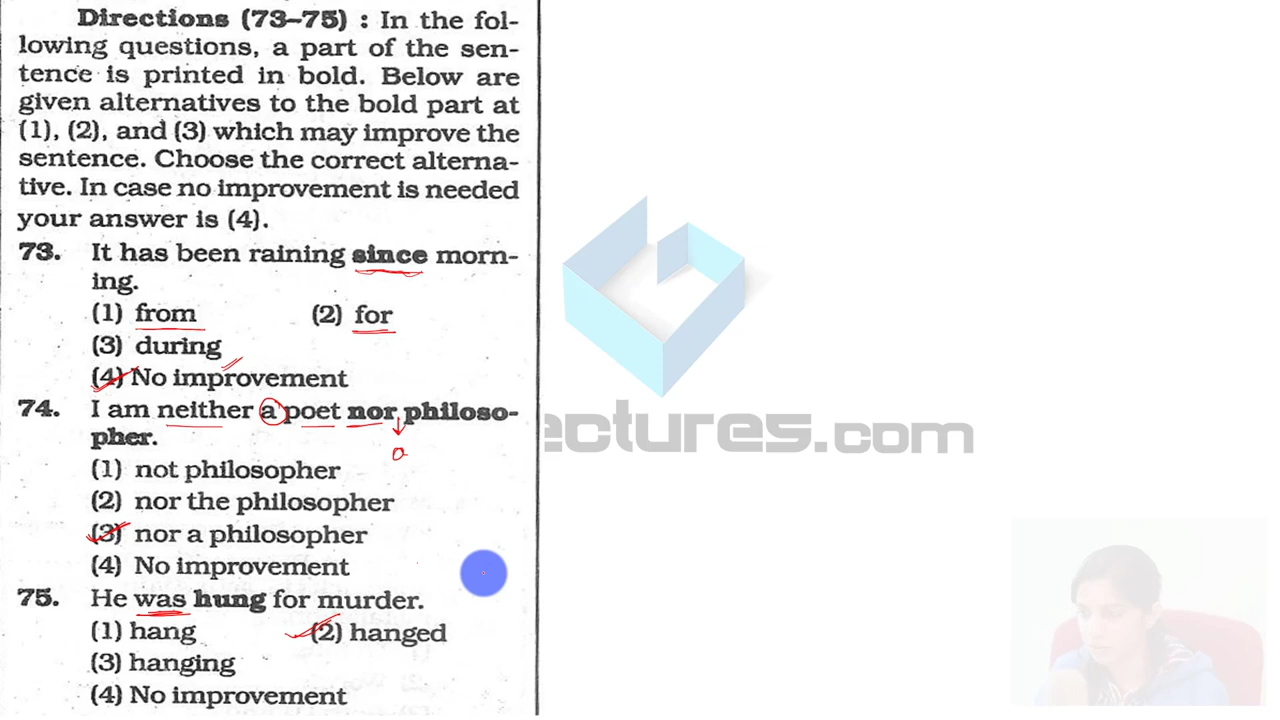 Directions (73–75) : In the fol-
lowing questions, a part of the sen-
tence is printed in bold. Below are
given alternatives to the bold part at
(1), (2), and (3) which may improve the
sentence. Choose the correct alterna-
tive. In case no improvement is needed
your answer is (4).
73. It has been raining since morn-
ing.
(1) from (2) for
(3) during
(4) No improvement
74. I am neither a poet nor philoso-
pher.
a
(1) not philosopher
(2) nor the philosopher
(3) nor a philosopher
(4) No improvement
75. He was hung for murder.
(1) hang (2) hanged
(3) hanging
(4) No improvement
ectures.com